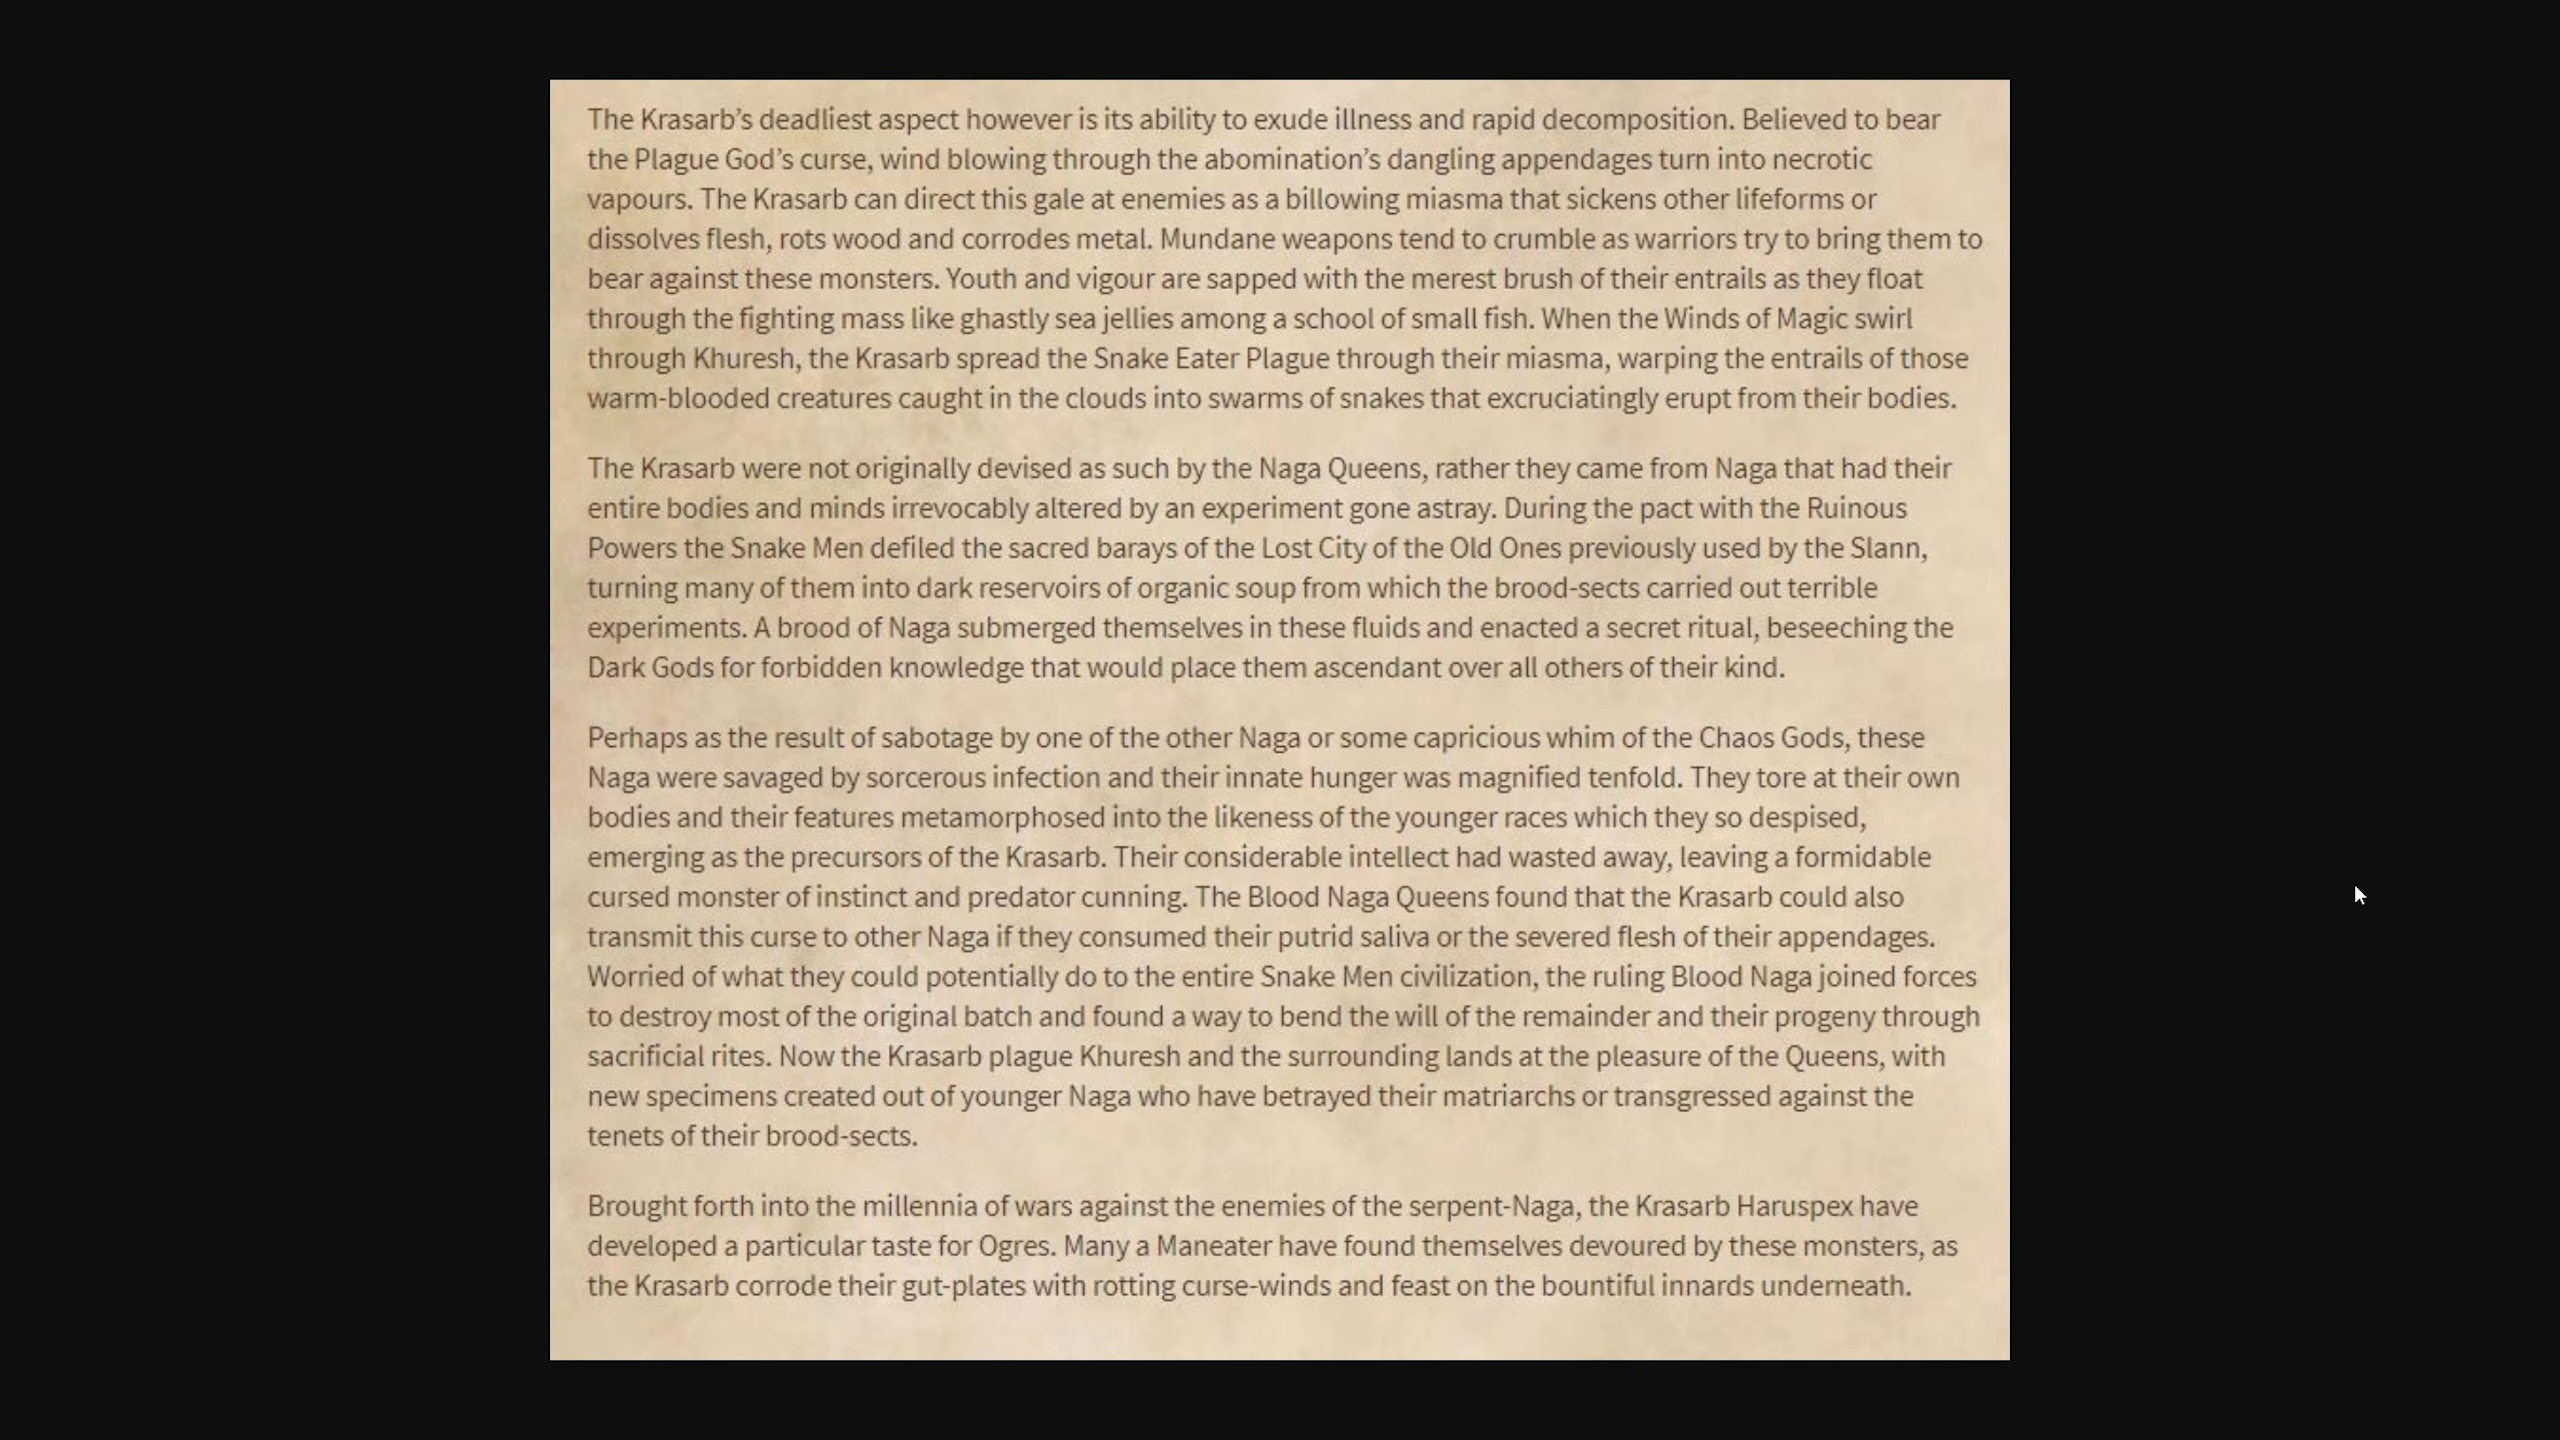 The Krasarb’s deadliest aspect however is its ability to exude illness and rapid decomposition. Believed to bear
the Plague God’s curse, wind blowing through the abomination’s dangling appendages turn into necrotic
vapours. The Krasarb can direct this gale at enemies as a billowing miasma that sickens other lifeforms or
dissolves flesh, rots wood and corrodes metal. Mundane weapons tend to crumble as warriors try to bring them to
bear against these monsters. Youth and vigour are sapped with the merest brush of their entrails as they float
through the fighting mass like ghastly sea jellies among a school of small fish. When the Winds of Magic swirl
through Khuresh, the Krasarb spread the Snake Eater Plague through their miasma, warping the entrails of those
warm-blooded creatures caught in the clouds into swarms of snakes that excruciatingly erupt from their bodies.
The Krasarb were not originally devised as such by the Naga Queens, rather they came from Naga that had their
entire bodies and minds irrevocably altered by an experiment gone astray. During the pact with the Ruinous
Powers the Snake Men defiled the sacred barays of the Lost City of the Old Ones previously used by the Slann,
turning many of them into dark reservoirs of organic soup from which the brood-sects carried out terrible
experiments. A brood of Naga submerged themselves in these fluids and enacted a secret ritual, beseeching the
Dark Gods for forbidden knowledge that would place them ascendant over all others of their kind.
Perhaps as the result of sabotage by one of the other Naga or some capricious whim of the Chaos Gods, these
Naga were savaged by sorcerous infection and their innate hunger was magnified tenfold. They tore at their own
bodies and their features metamorphosed into the likeness of the younger races which they so despised,
emerging as the precursors of the Krasarb. Their considerable intellect had wasted away, leaving a formidable
cursed monster of instinct and predator cunning. The Blood Naga Queens found that the Krasarb could also
transmit this curse to other Naga if they consumed their putrid saliva or the severed flesh of their appendages.
Worried of what they could potentially do to the entire Snake Men civilization, the ruling Blood Naga joined forces
to destroy most of the original batch and found a way to bend the will of the remainder and their progeny through
sacrificial rites. Now the Krasarb plague Khuresh and the surrounding lands at the pleasure of the Queens, with
new specimens created out of younger Naga who have betrayed their matriarchs or transgressed against the
tenets of their brood-sects.
Brought forth into the millennia of wars against the enemies of the serpent-Naga, the Krasarb Haruspex have
developed a particular taste for Ogres. Many a Maneater have found themselves devoured by these monsters, as
the Krasarb corrode their gut-plates with rotting curse-winds and feast on the bountiful innards underneath.